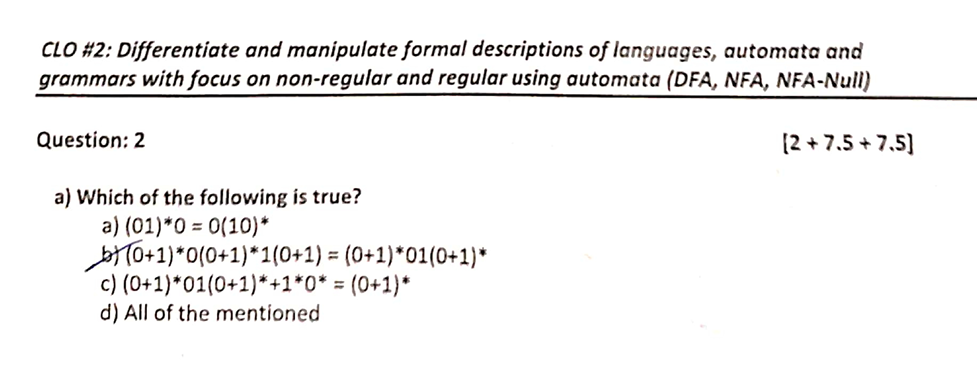 CLO #2: Differentiate and manipulate formal descriptions of languages, automata and
grammars with focus on non-regular and regular using automata (DFA, NFA, NFA-Null)
Question: 2 [2 + 7.5 + 7.5]
a) Which of the following is true?
a) (01)*0 = 0(10)*
b) (0+1)*0(0+1)*1(0+1) = (0+1)*01(0+1)*
c) (0+1)*01(0+1)*+1*0* = (0+1)*
d) All of the mentioned